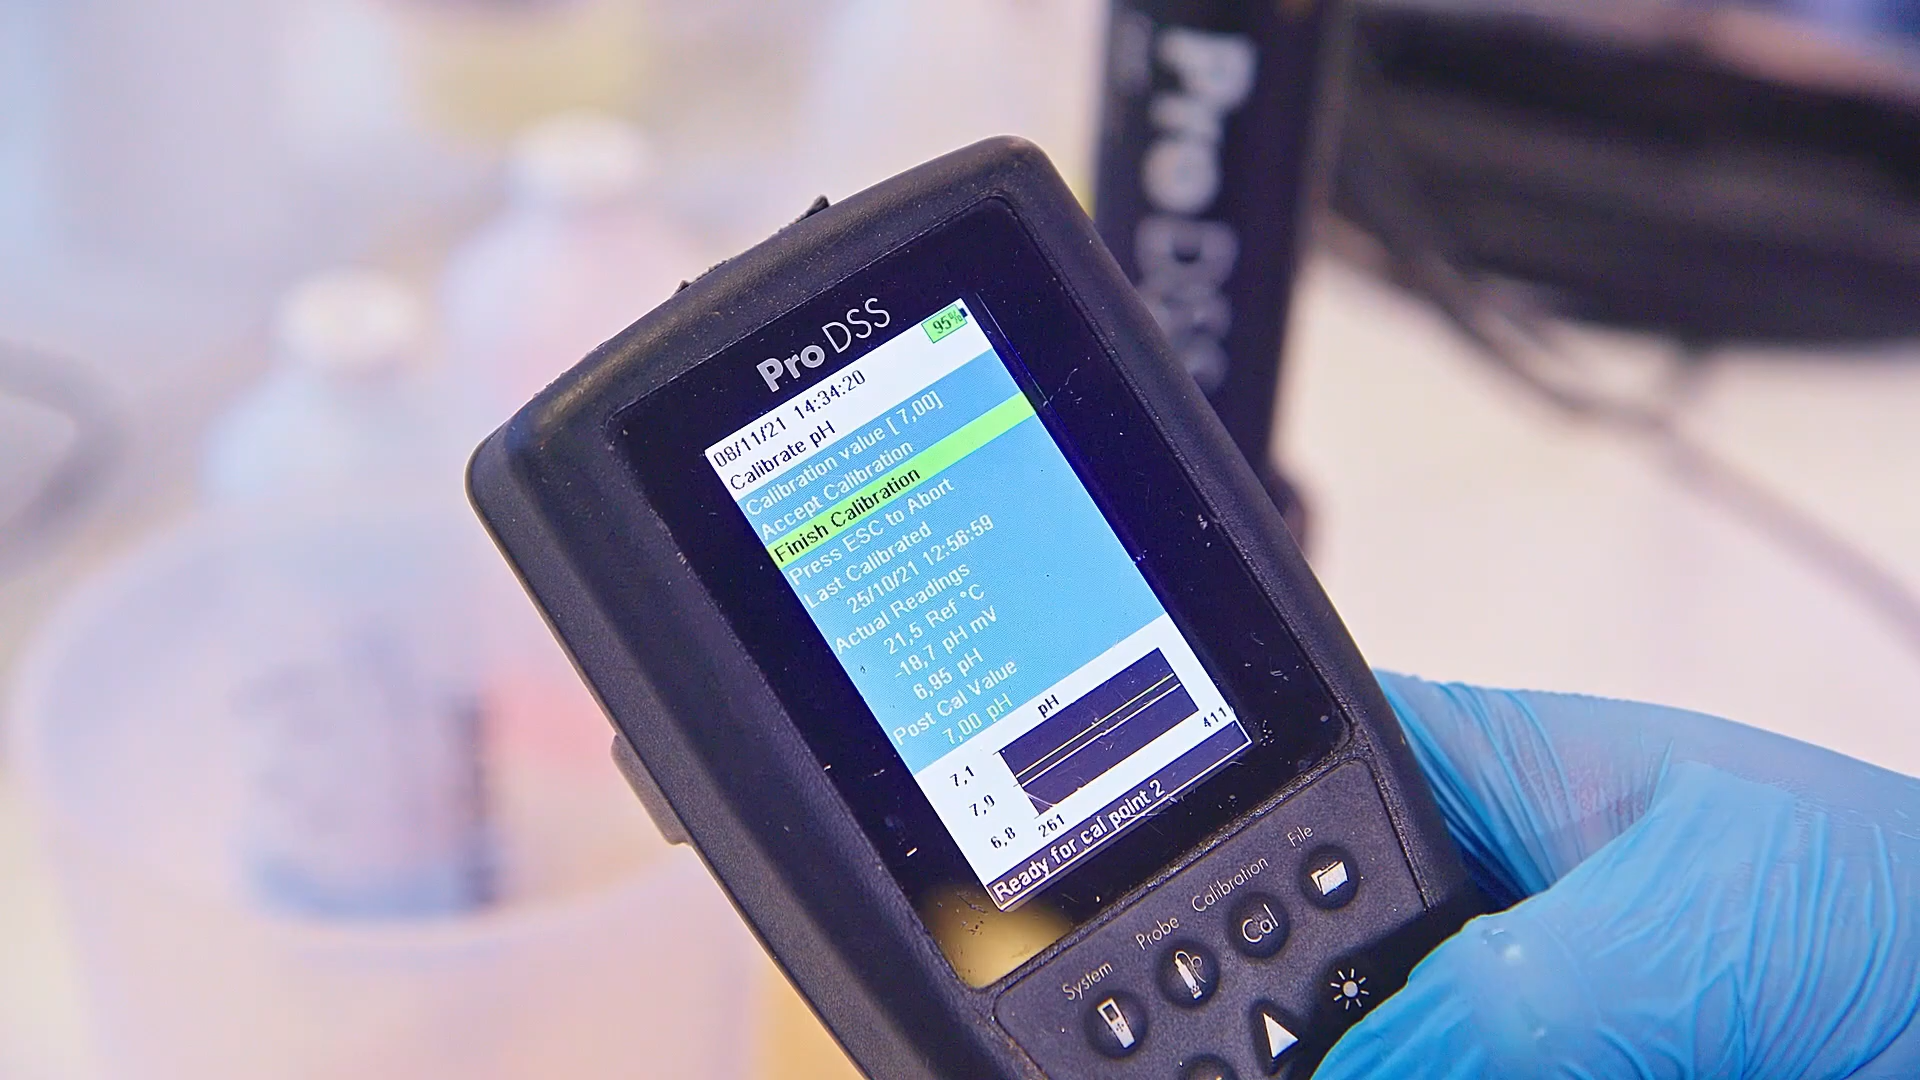 Pro DSS
Pro DSS
95%
08/11/21 14:34:20
Calibrate pH
Calibration value [ 7,00]
Accept Calibration
Finish Calibration
Press ESC to Abort
Last Calibrated
25/10/21 12:56:59
Actual Readings
21,5 Ref °C
-18,7 pH mV
6,95 pH
Post Cal Value
7,00 pH
pH
7,1
7,0
6,8
261
411
Ready for cal point 2
System
Probe
Calibration
File
Cal